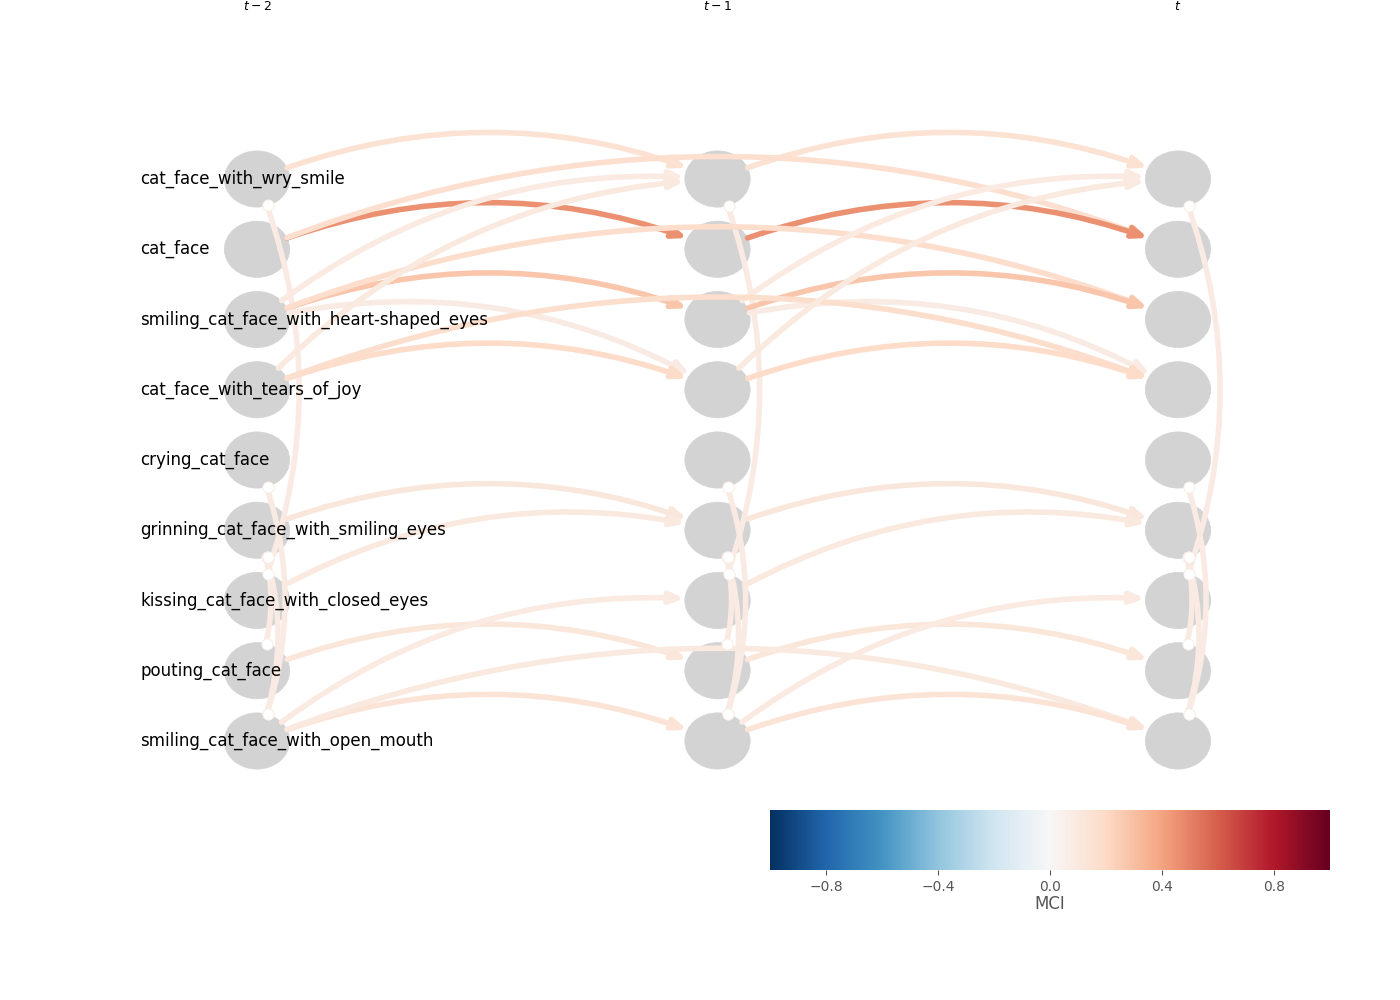 t − 2 t − 1 t
cat_face_with_wry_smile
cat_face
smiling_cat_face_with_heart-shaped_eyes
cat_face_with_tears_of_joy
crying_cat_face
grinning_cat_face_with_smiling_eyes
kissing_cat_face_with_closed_eyes
pouting_cat_face
smiling_cat_face_with_open_mouth
−0.8 −0.4 0.0 0.4 0.8
MCI